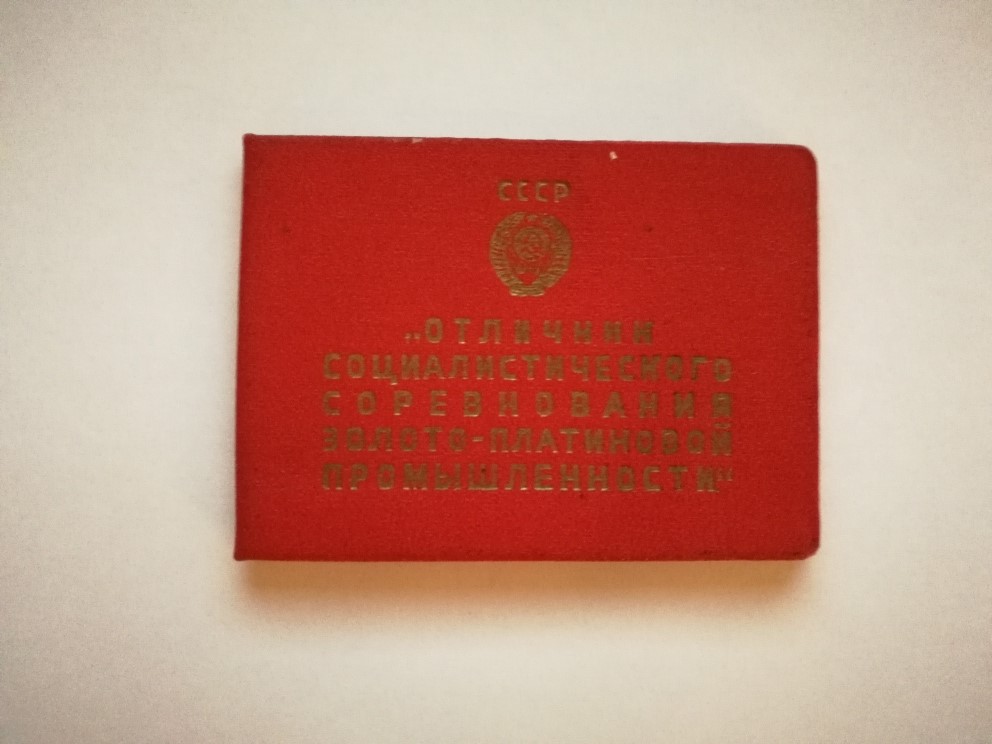 СССР
„ОТЛИЧНИК
СОЦИАЛИСТИЧЕСКОГО
СОРЕВНОВАНИЯ
ЗОЛОТО-ПЛАТИНОВОЙ
ПРОМЫШЛЕННОСТИ“